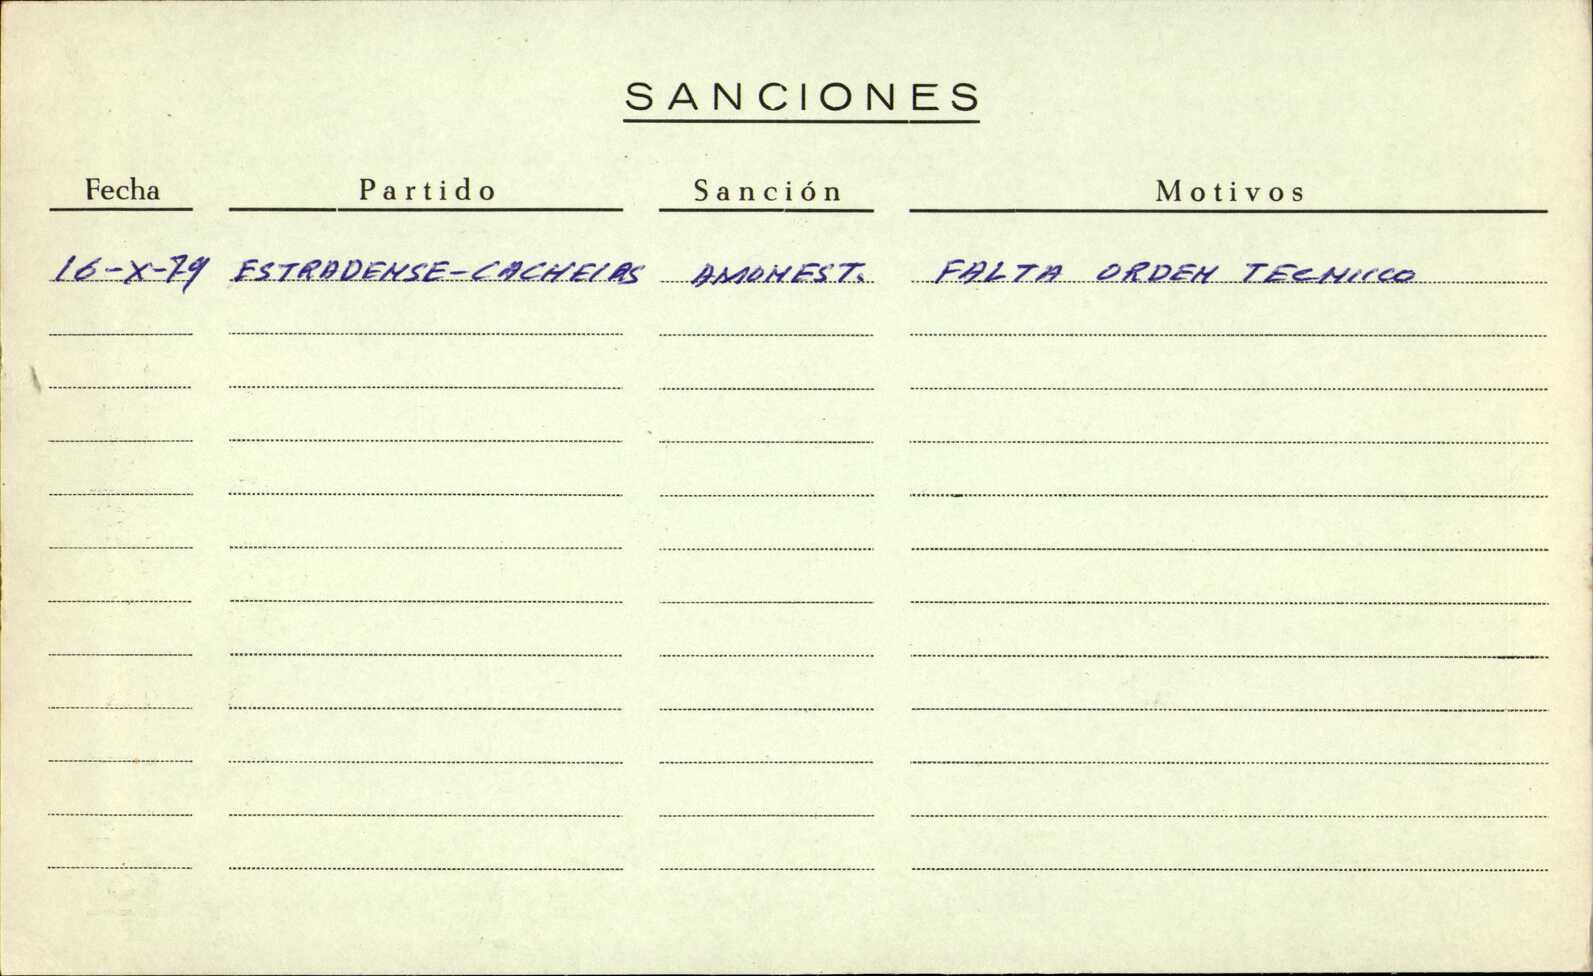 SANCIONES
Fecha Partido Sanción Motivos
16-X-79 ESTRADENSE-CACHEIRAS AMONEST. FALTA ORDEN TECNICO